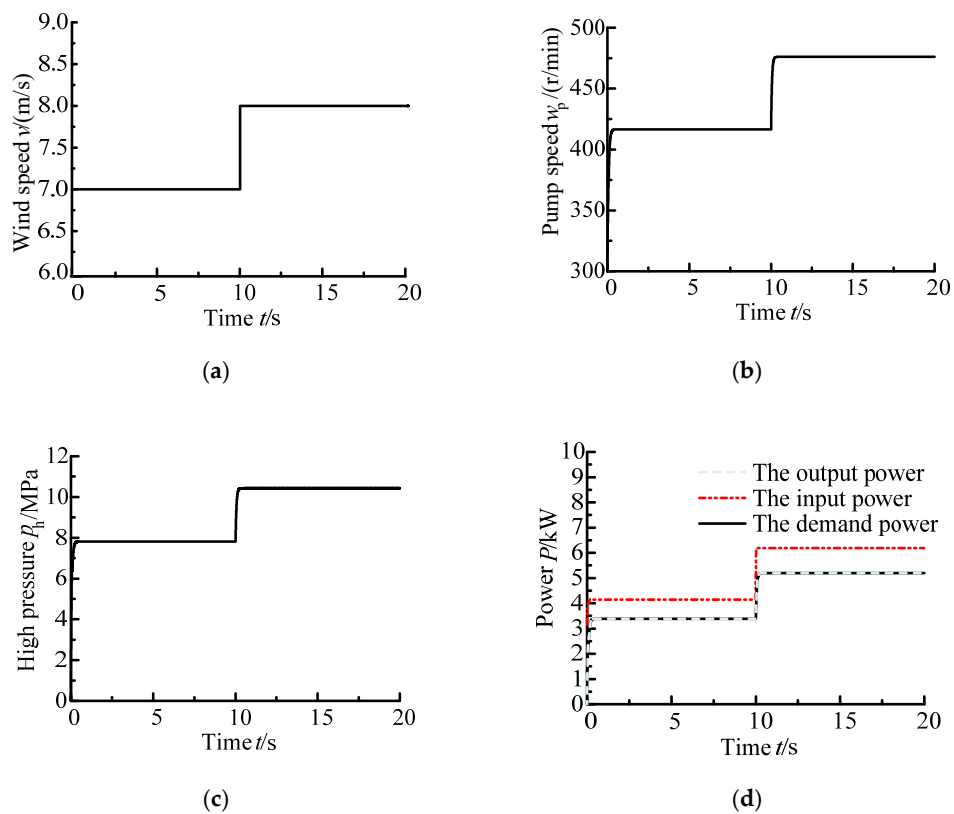 9.0
8.5
8.0
7.5
7.0
6.5
6.0
Wind speed v/(m/s)
0 5 10 15 20
Time t/s
(a)
500
450
400
350
300
Pump speed wp/(r/min)
0 5 10 15 20
Time t/s
(b)
12
10
8
6
4
2
0
High pressure ph/MPa
0 5 10 15 20
Time t/s
(c)
10
9
8
7
6
5
4
3
2
1
0
Power P/kW
The output power
The input power
The demand power
0 5 10 15 20
Time t/s
(d)